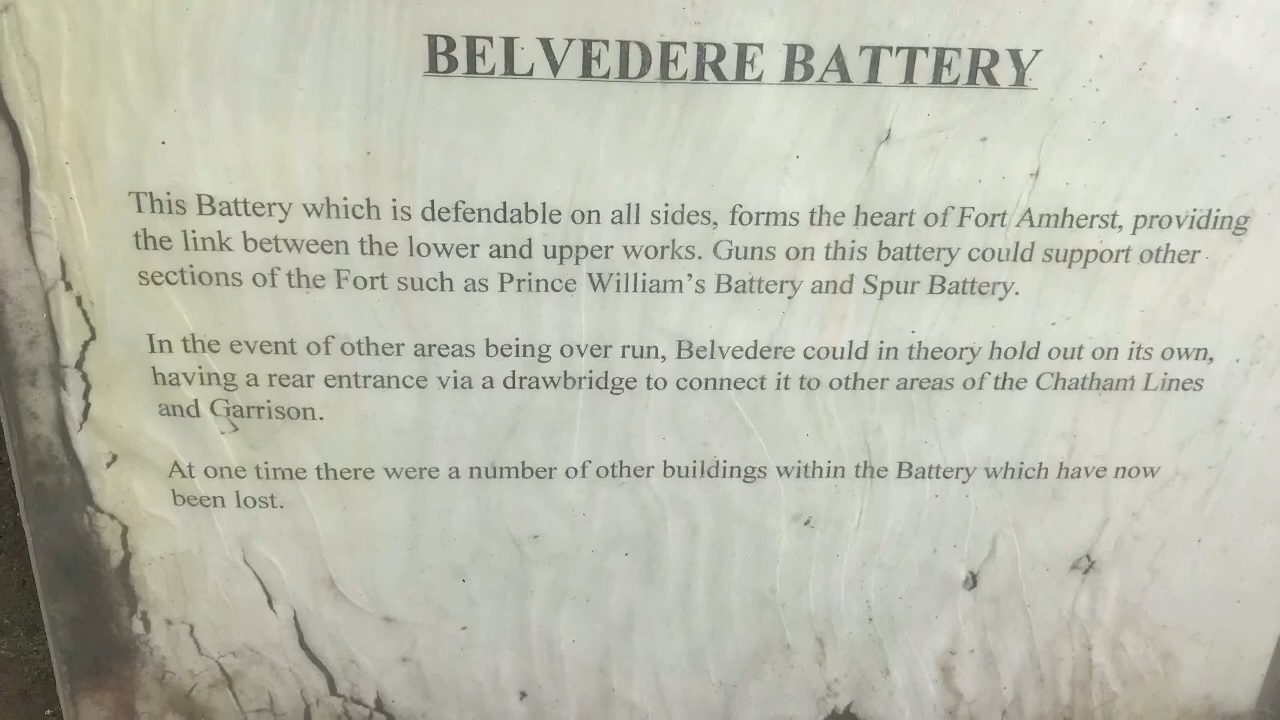 BELVEDERE BATTERY
This Battery which is defendable on all sides, forms the heart of Fort Amherst, providing
the link between the lower and upper works. Guns on this battery could support other
sections of the Fort such as Prince William's Battery and Spur Battery.
In the event of other areas being over run, Belvedere could in theory hold out on its own,
having a rear entrance via a drawbridge to connect it to other areas of the Chatham Lines
and Garrison.
At one time there were a number of other buildings within the Battery which have now
been lost.